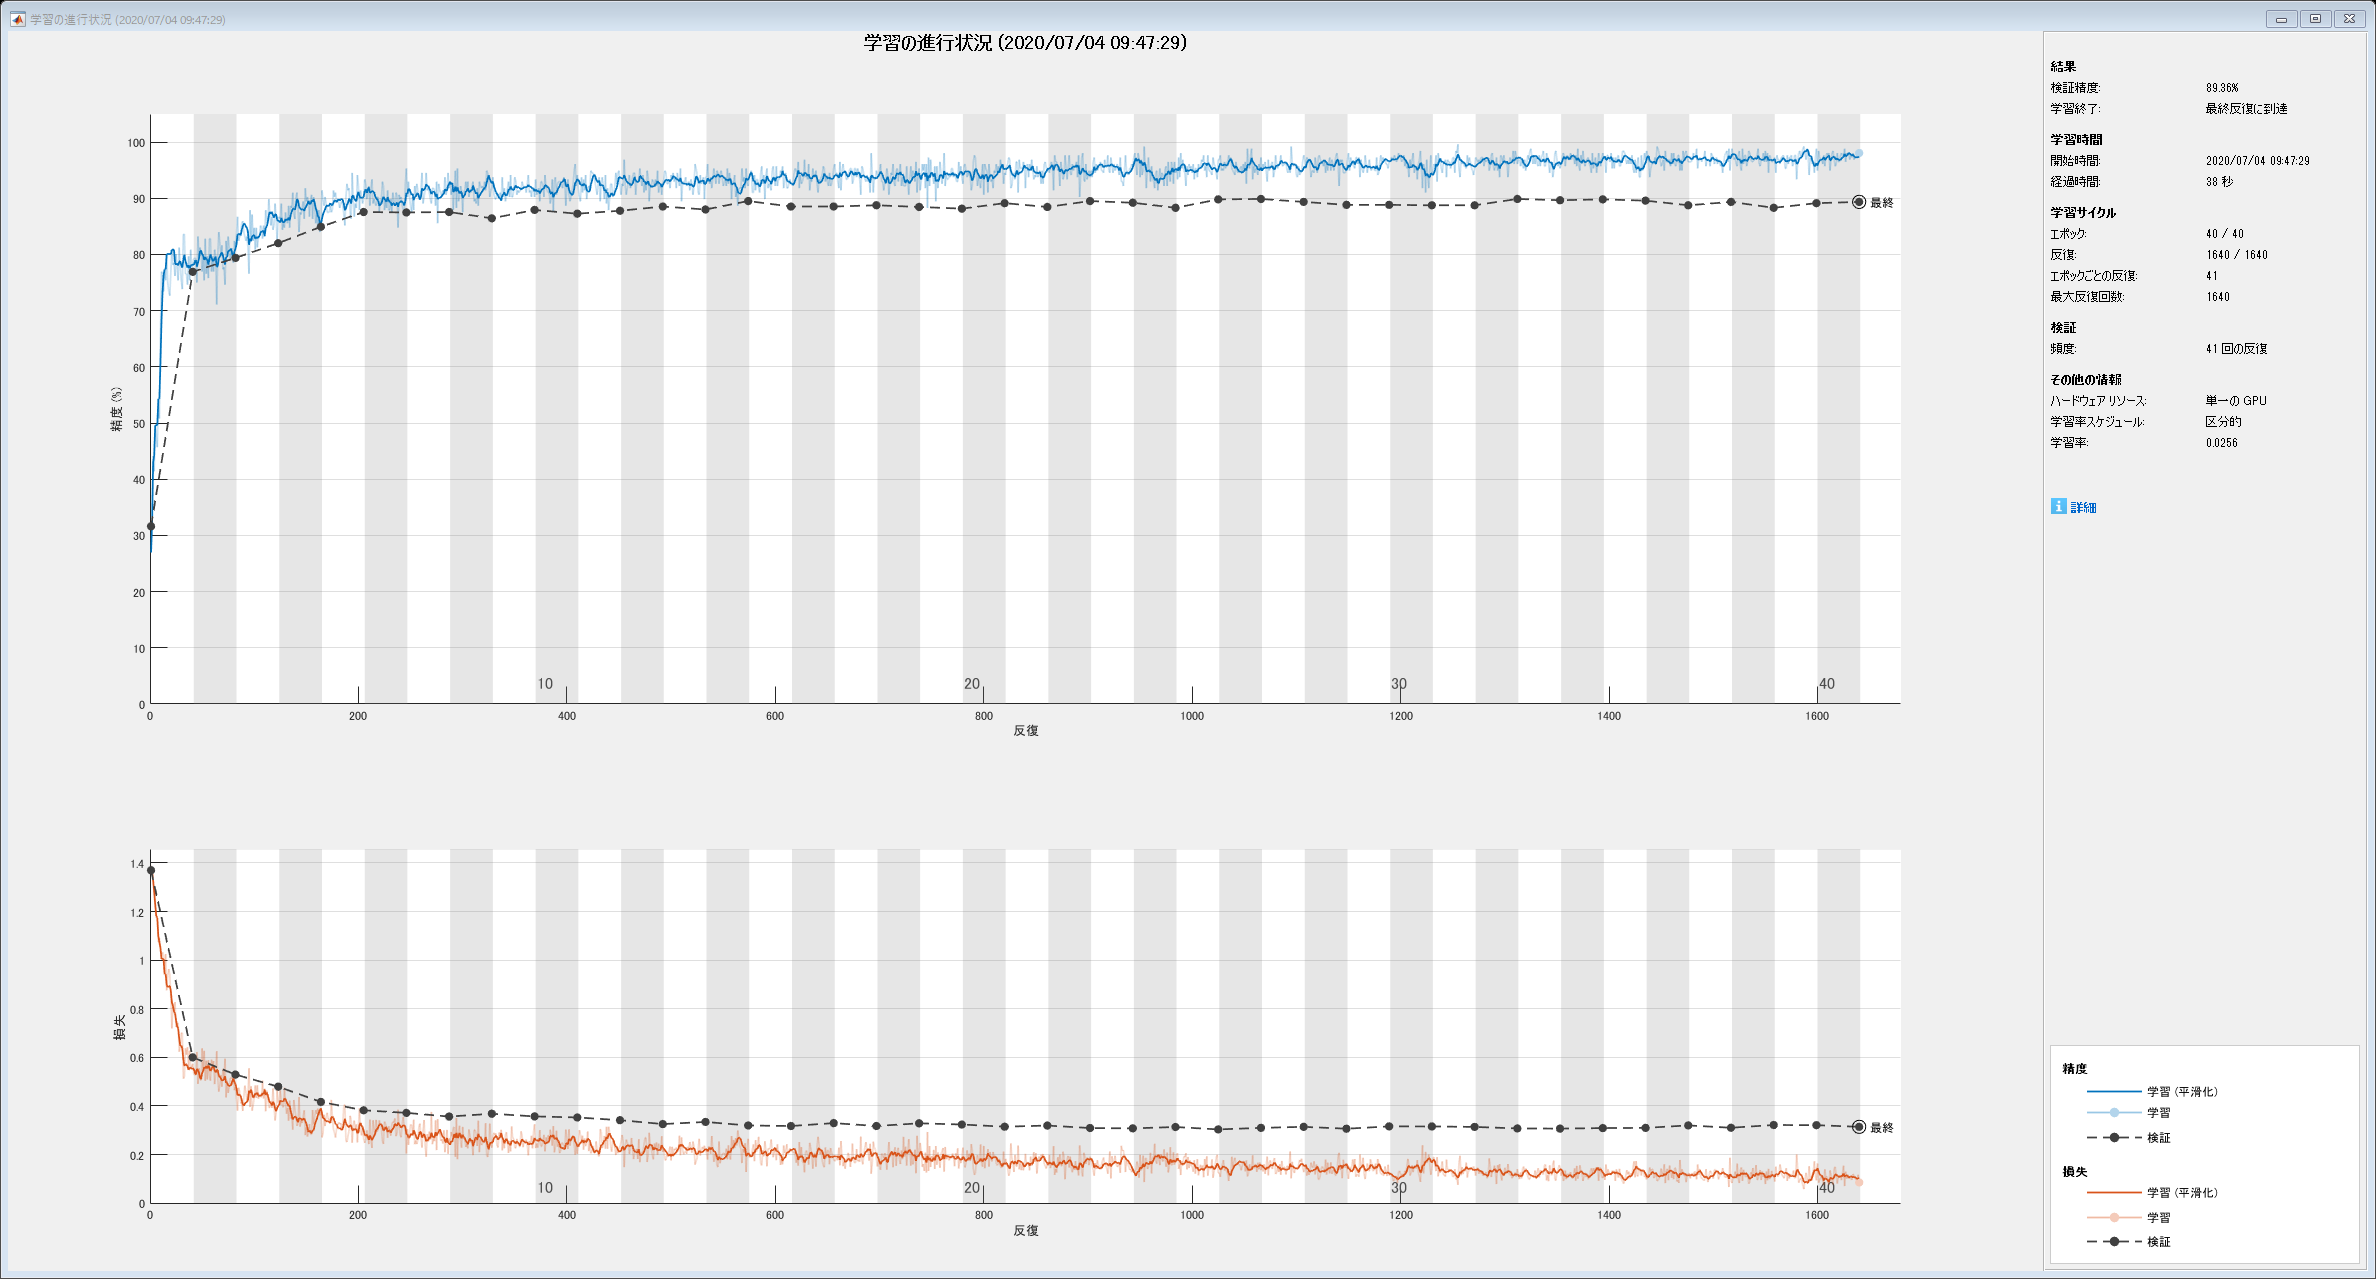 学習の進行状況 (2020/07/04 09:47:29)
学習の進行状況 (2020/07/04 09:47:29)
100
90
80
70
60
50
40
30
20
10
0
精度 (%)
最終
10
20
30
40
0
200
400
600
800
1000
1200
1400
1600
反復
1.4
1.2
1
0.8
0.6
0.4
0.2
0
損失
最終
10
20
30
40
0
200
400
600
800
1000
1200
1400
1600
反復
結果
検証精度: 89.36%
学習終了: 最終反復に到達
学習時間
開始時間: 2020/07/04 09:47:29
経過時間: 38 秒
学習サイクル
エポック: 40 / 40
反復: 1640 / 1640
エポックごとの反復: 41
最大反復回数: 1640
検証
頻度: 41 回の反復
その他の情報
ハードウェア リソース: 単一の GPU
学習率スケジュール: 区分的
学習率: 0.0256
i 詳細
精度
学習 (平滑化)
学習
検証
損失
学習 (平滑化)
学習
検証